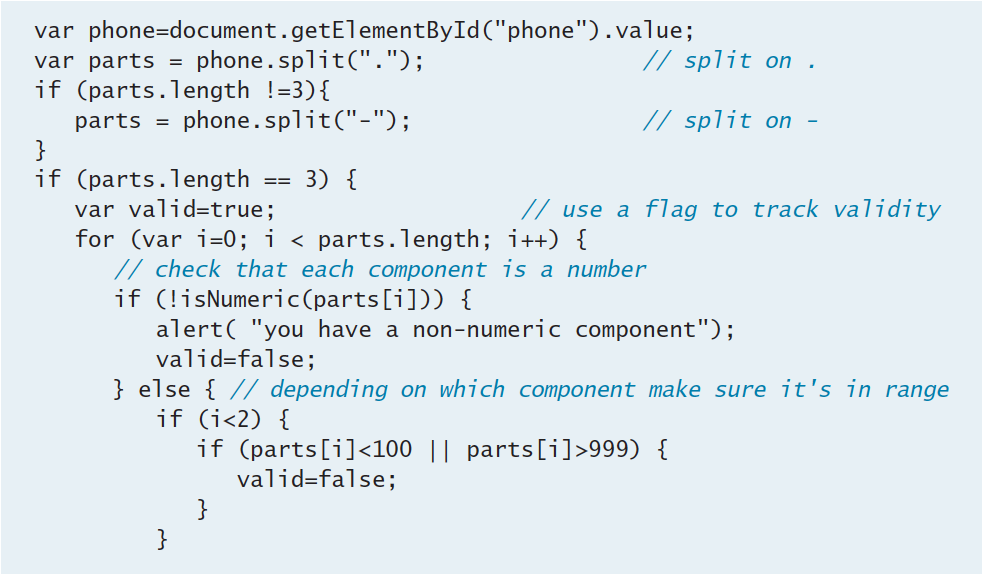 var phone=document.getElementById("phone").value;
var parts = phone.split(".");                // split on .
if (parts.length !=3){
   parts = phone.split("-");                 // split on -
}
if (parts.length == 3) {
   var valid=true;                  // use a flag to track validity
   for (var i=0; i < parts.length; i++) {
      // check that each component is a number
      if (!isNumeric(parts[i])) {
         alert( "you have a non-numeric component");
         valid=false;
      } else { // depending on which component make sure it's in range
         if (i<2) {
            if (parts[i]<100 || parts[i]>999) {
               valid=false;
            }
         }